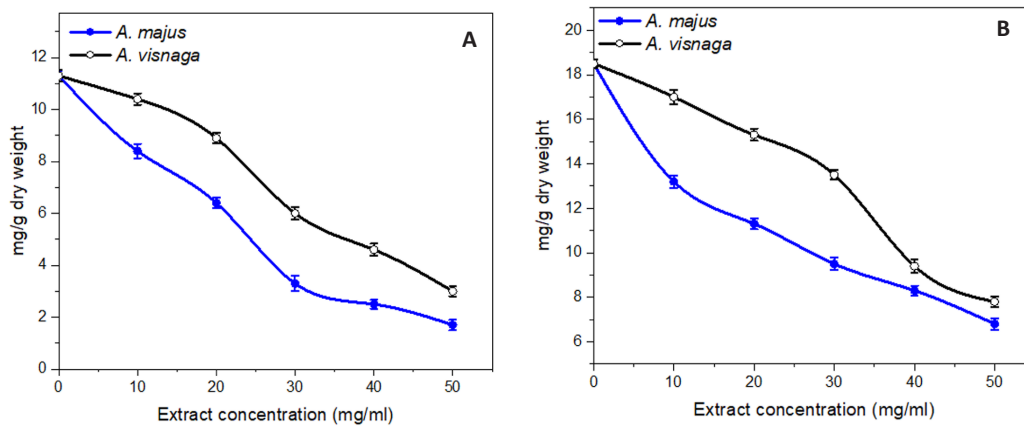 A. majus
A. visnaga
A
12
10
8
6
4
2
0
mg/g dry weight
0 10 20 30 40 50
Extract concentration (mg/ml)
A. majus
A. visnaga
B
20
18
16
14
12
10
8
6
mg/g dry weight
0 10 20 30 40 50
Extract concentration (mg/ml)